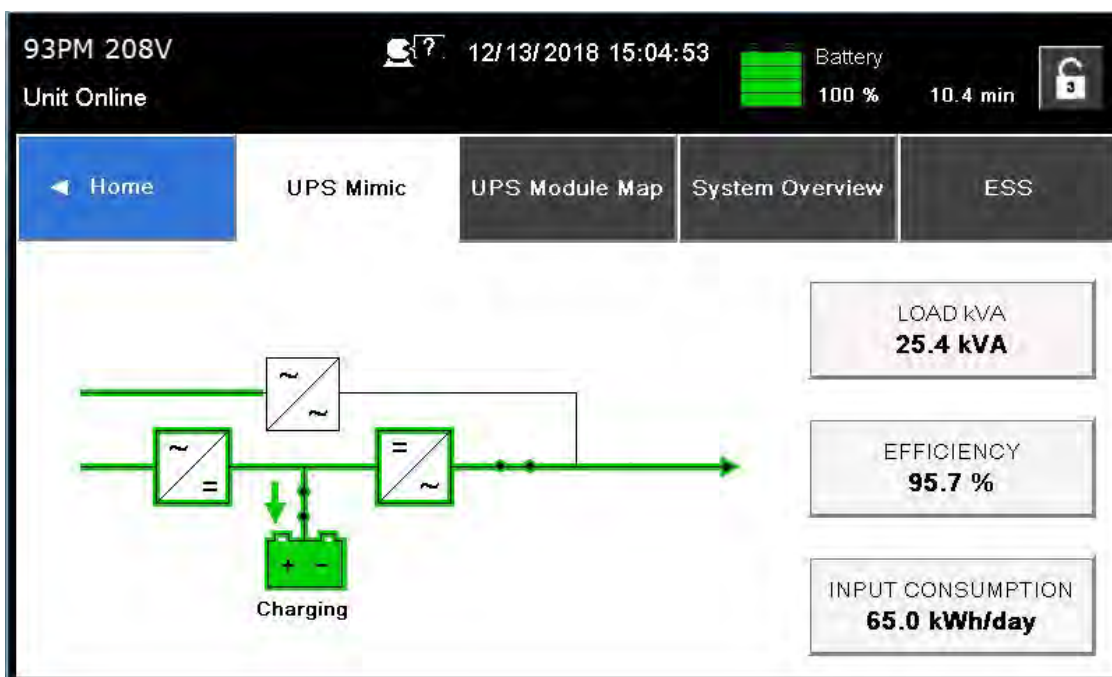 93PM 208V
? 12/13/2018 15:04:53
Battery
Unit Online
100 % 10.4 min
3
◄ Home
UPS Mimic
UPS Module Map
System Overview
ESS
LOAD kVA
25.4 kVA
~
~
EFFICIENCY
95.7 %
~
=
=
~
+ -
Charging
INPUT CONSUMPTION
65.0 kWh/day